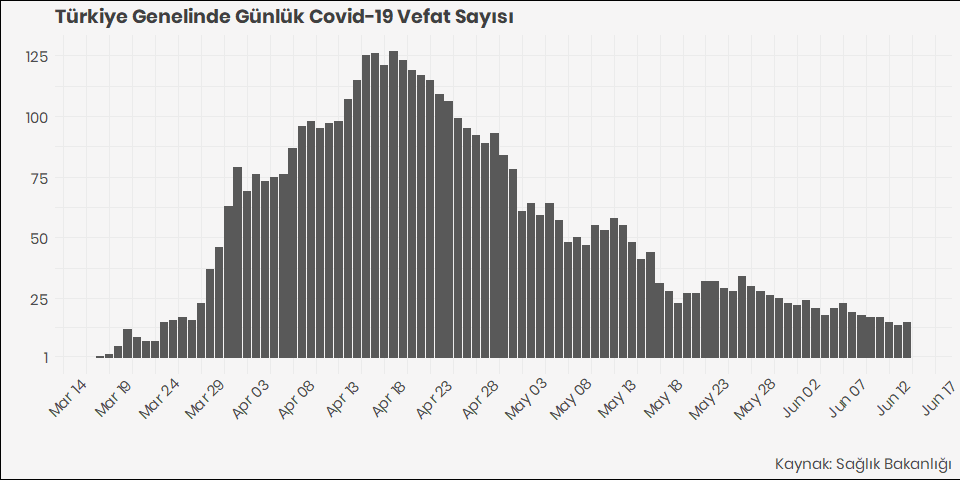 Türkiye Genelinde Günlük Covid-19 Vefat Sayısı
125
100
75
50
25
1
Mar 14
Mar 19
Mar 24
Mar 29
Apr 03
Apr 08
Apr 13
Apr 18
Apr 23
Apr 28
May 03
May 08
May 13
May 18
May 23
May 28
Jun 02
Jun 07
Jun 12
Jun 17
Kaynak: Sağlık Bakanlığı